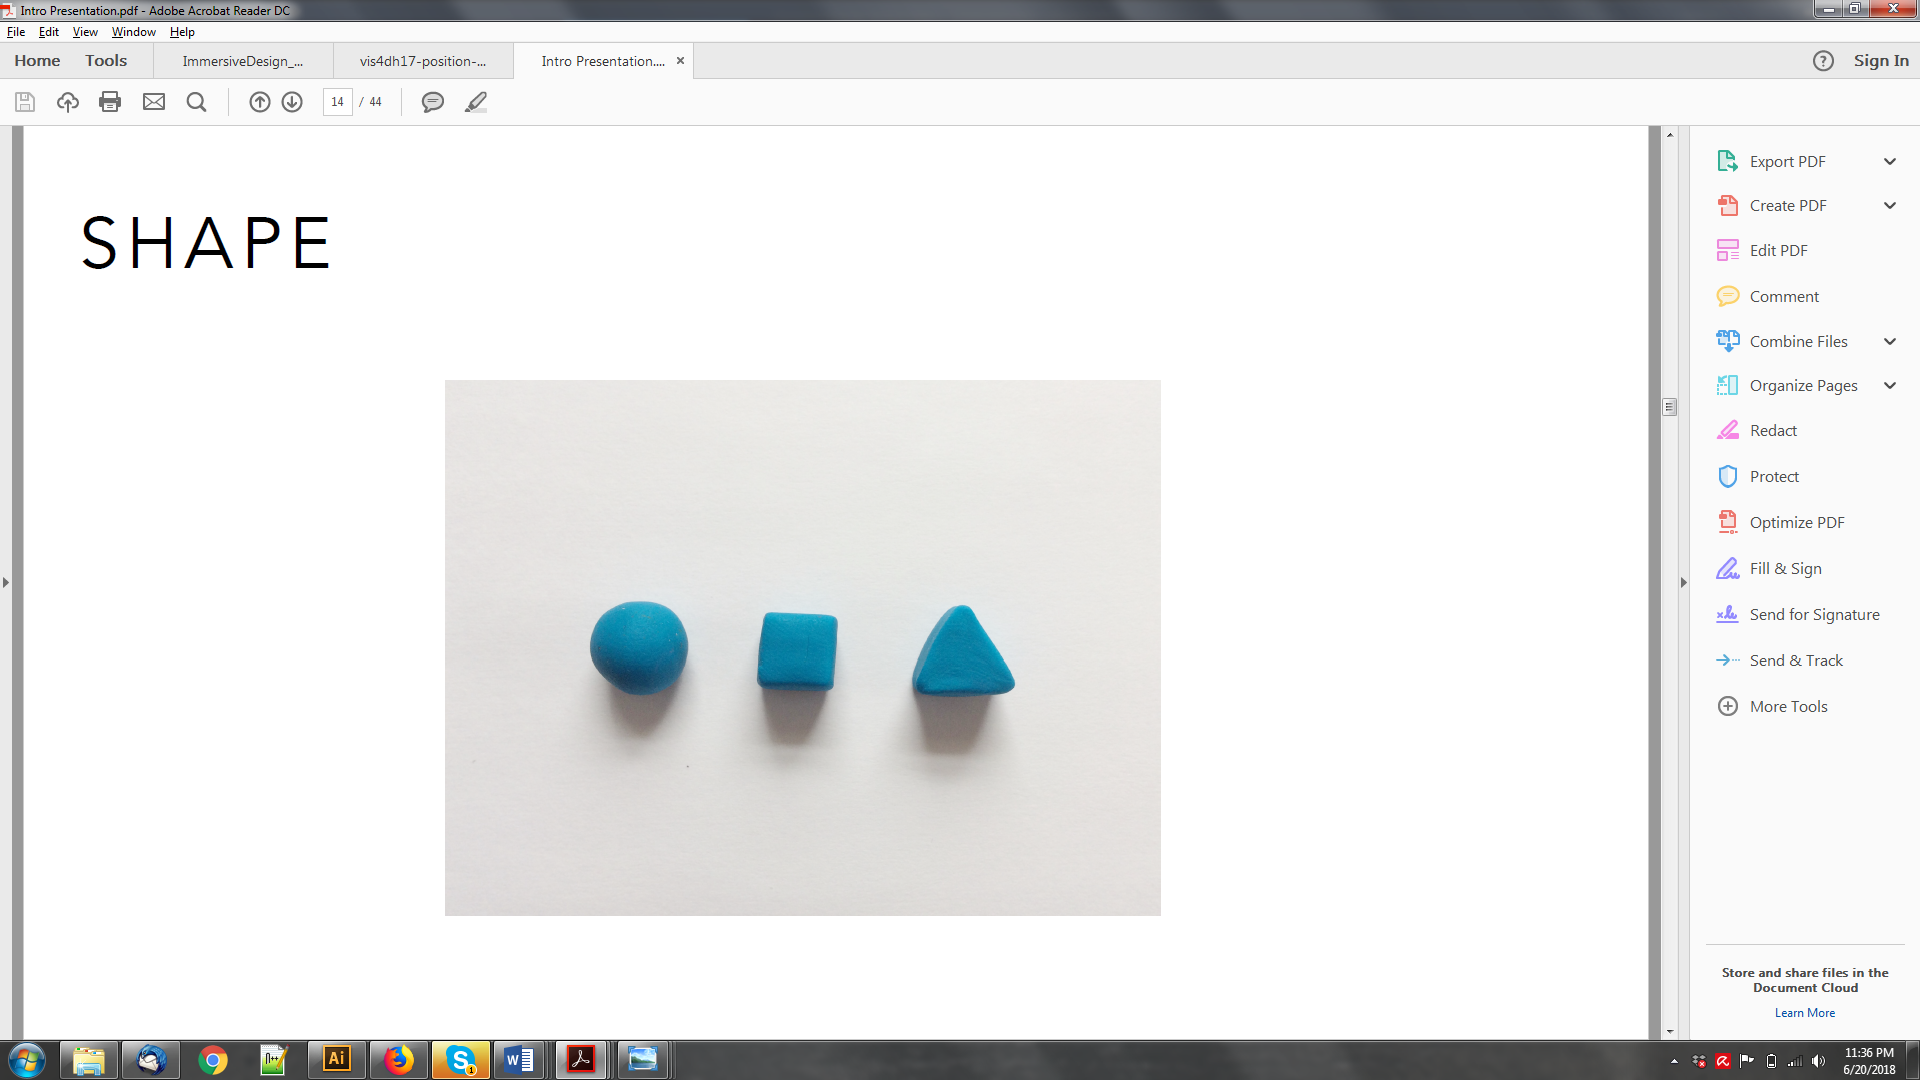 Intro Presentation.pdf - Adobe Acrobat Reader DC
File Edit View Window Help
Home Tools ImmersiveDesign_... vis4dh17-position-... Intro Presentation.... Sign In
14 / 44
SHAPE
Export PDF
Create PDF
Edit PDF
Comment
Combine Files
Organize Pages
Redact
Protect
Optimize PDF
Fill & Sign
Send for Signature
Send & Track
More Tools
Store and share files in the
Document Cloud
Learn More
Ai
S 1
W
11:36 PM
6/20/2018